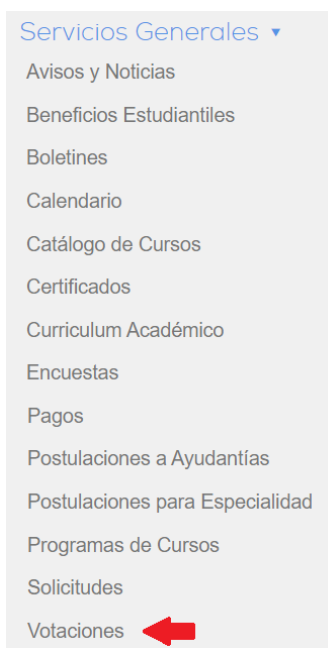 Servicios Generales ▾
Avisos y Noticias
Beneficios Estudiantiles
Boletines
Calendario
Catálogo de Cursos
Certificados
Curriculum Académico
Encuestas
Pagos
Postulaciones a Ayudantías
Postulaciones para Especialidad
Programas de Cursos
Solicitudes
Votaciones